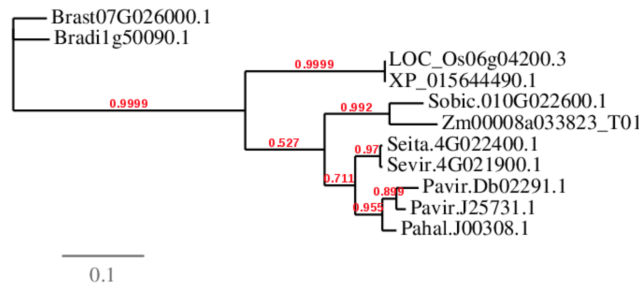 Brast07G026000.1
Bradi1g50090.1
0.9999
LOC_Os06g04200.3
0.9999
XP_015644490.1
Sobic.010G022600.1
0.992
Zm00008a033823_T01
0.527
Seita.4G022400.1
0.97
Sevir.4G021900.1
0.711
Pavir.Db02291.1
0.899
Pavir.J25731.1
0.955
Pahal.J00308.1
0.1